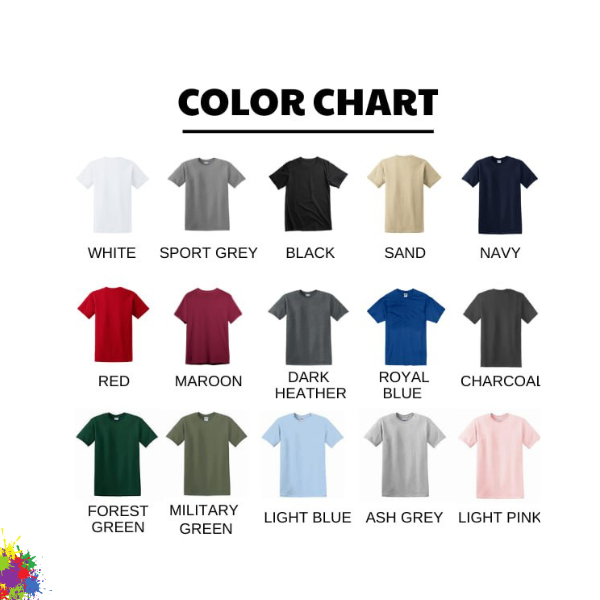 COLOR CHART
WHITE
SPORT GREY
BLACK
SAND
NAVY
RED
MAROON
DARK
HEATHER
ROYAL
BLUE
CHARCOAL
FOREST
GREEN
MILITARY
GREEN
LIGHT BLUE
ASH GREY
LIGHT PINK